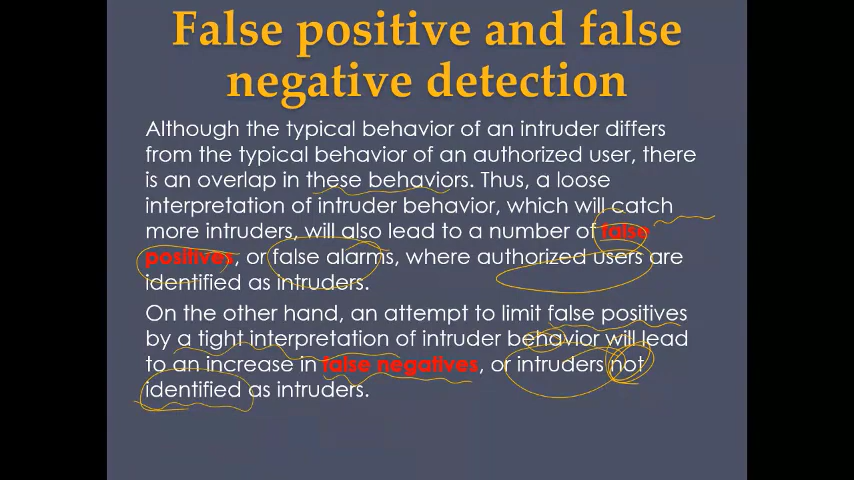 False positive and false
negative detection
Although the typical behavior of an intruder differs
from the typical behavior of an authorized user, there
is an overlap in these behaviors. Thus, a loose
interpretation of intruder behavior, which will catch
more intruders, will also lead to a number of false
positives, or false alarms, where authorized users are
identified as intruders.
On the other hand, an attempt to limit false positives
by a tight interpretation of intruder behavior will lead
to an increase in false negatives, or intruders not
identified as intruders.